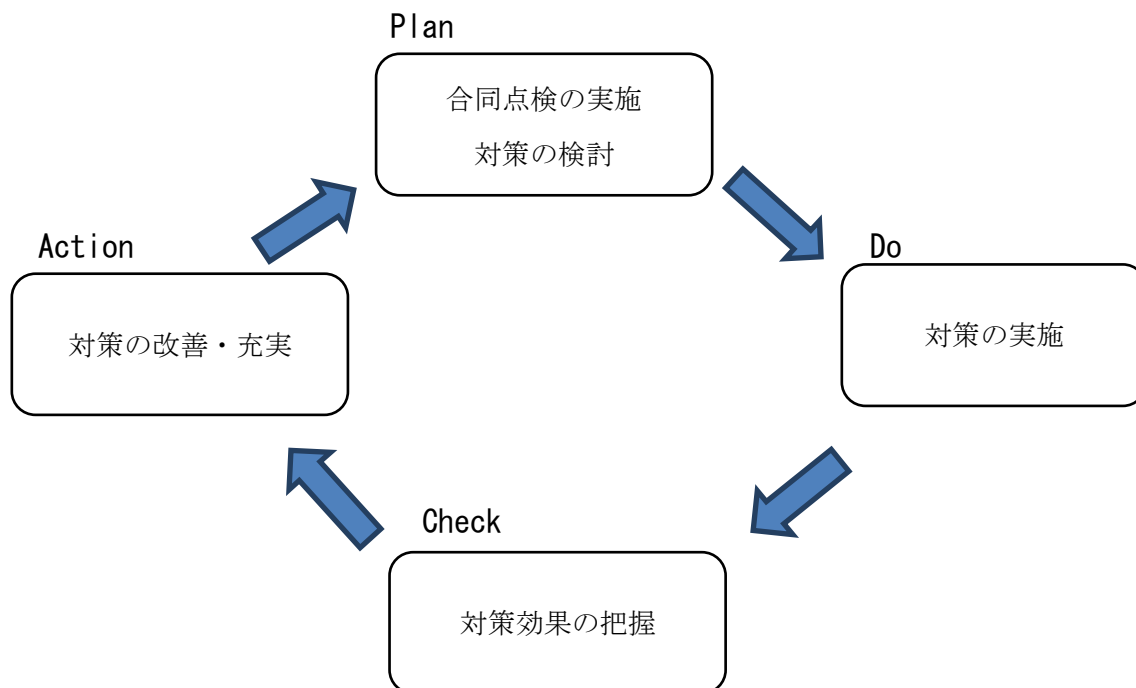 Plan
合同点検の実施
対策の検討
Do
対策の実施
Check
対策効果の把握
Action
対策の改善・充実